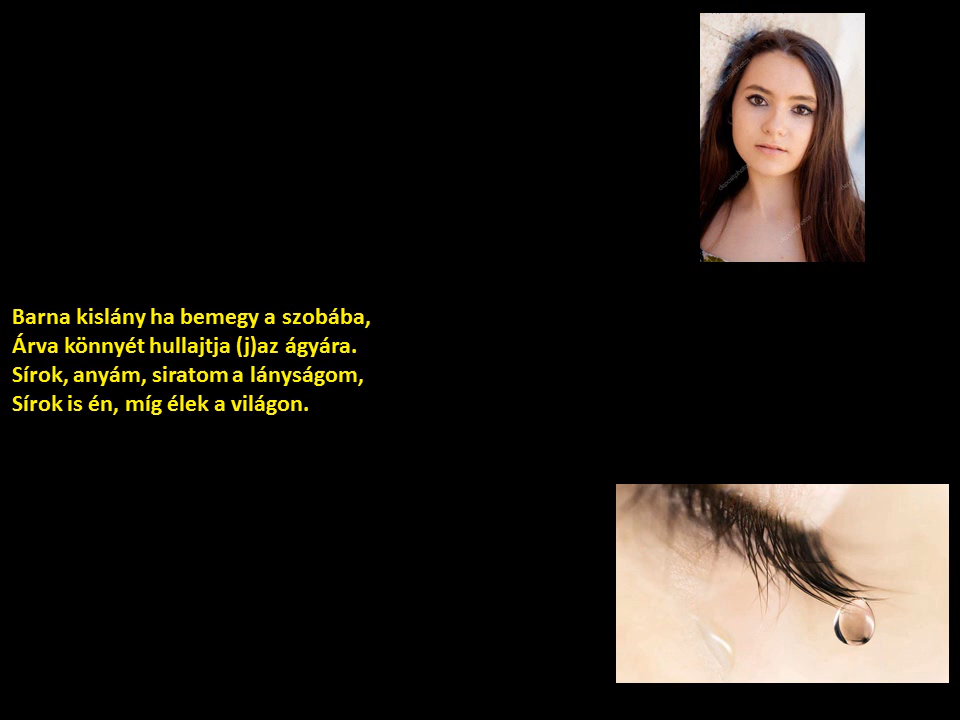 Barna kislány ha bemegy a szobába,
Árva könnyét hullajtja (j)az ágyára.
Sírok, anyám, siratom a lányságom,
Sírok is én, míg élek a világon.